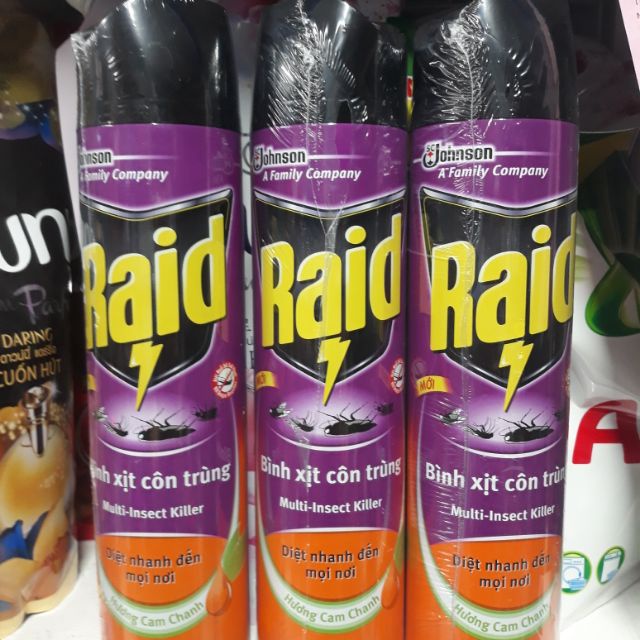 DARING
CUỐN HÚT
Johnson
A Family Company
Raid
Bình xịt côn trùng
Multi-Insect Killer
Diệt nhanh đến
mọi nơi
Hương Cam Chanh
SC Johnson
A Family Company
Raid
MỚI
Bình xịt côn trùng
Multi-Insect Killer
Diệt nhanh đến
mọi nơi
Hương Cam Chanh
SC Johnson
A Family Company
Raid
MỚI
Bình xịt côn trùng
Multi-Insect Killer
Diệt nhanh đến
mọi nơi
Hương Cam Chanh
A